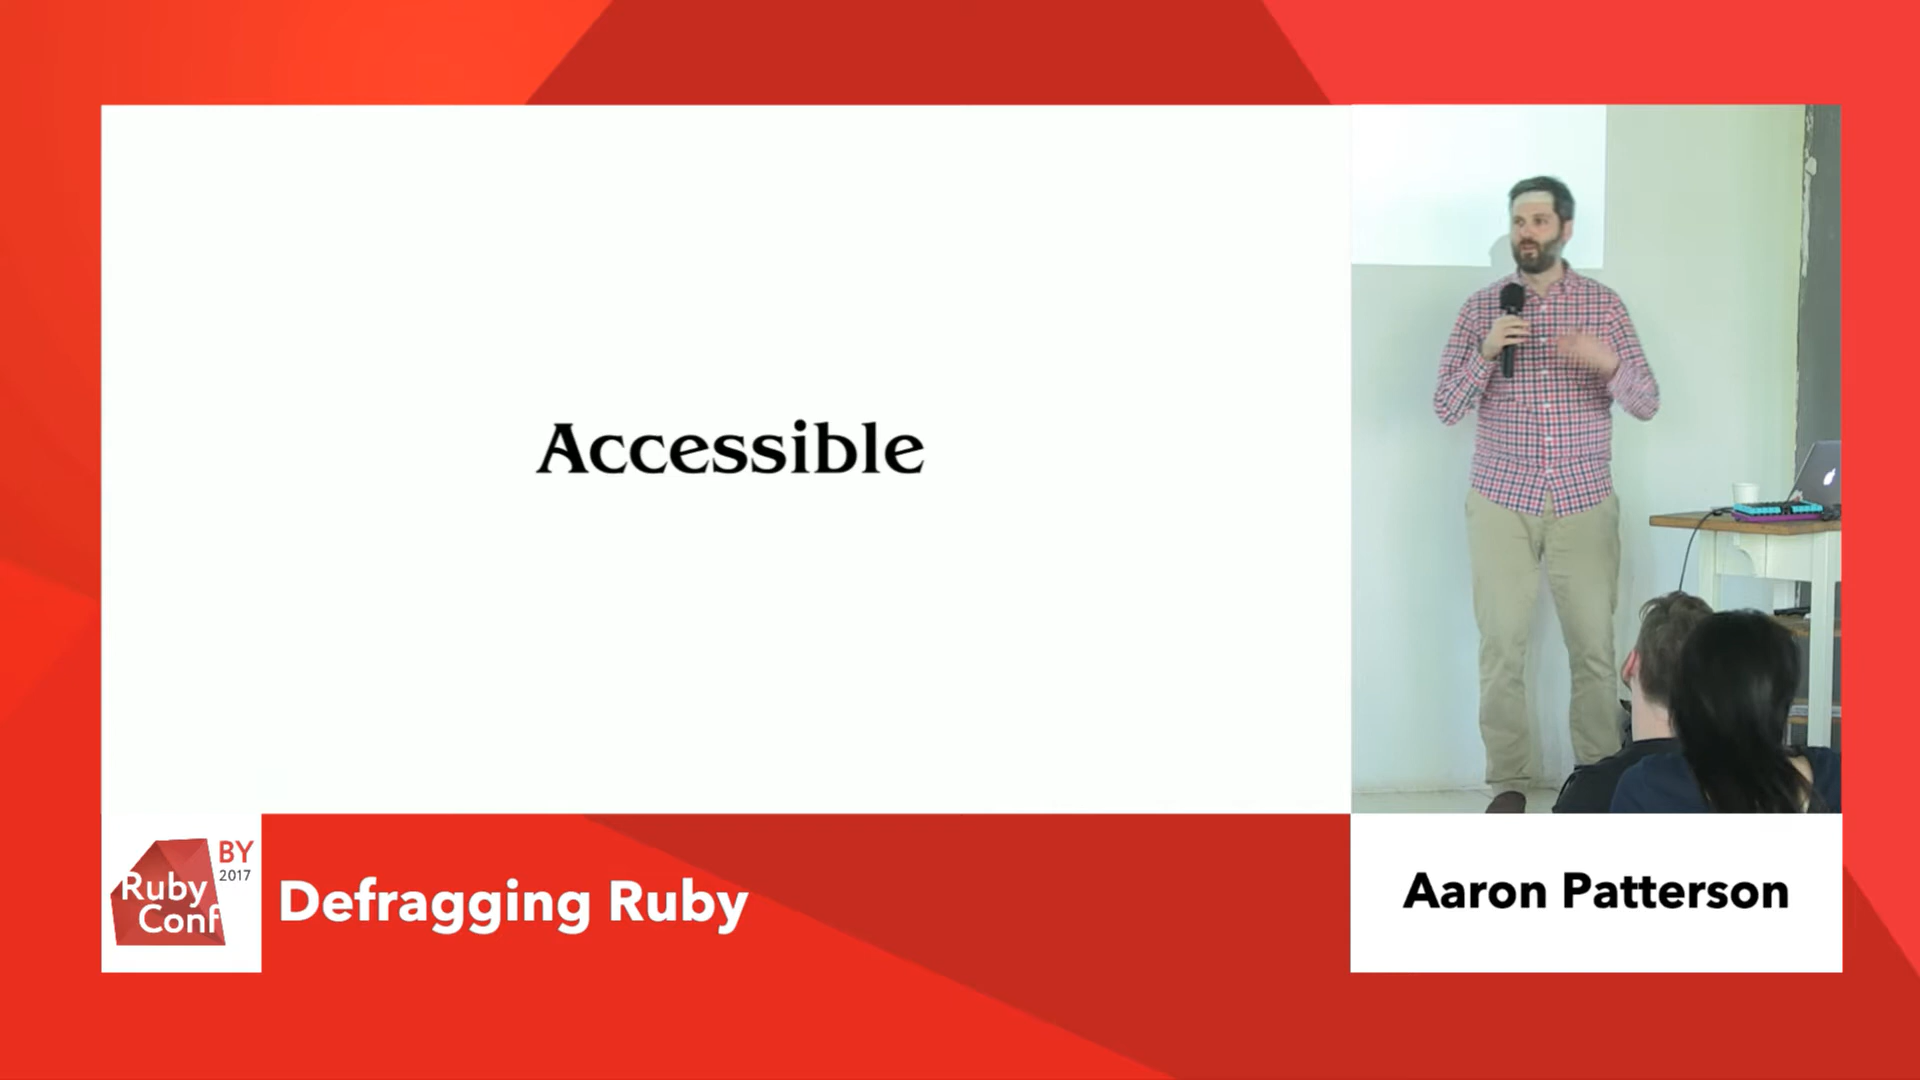 Accessible
BY
2017
Ruby
Conf
Defragging Ruby
Aaron Patterson